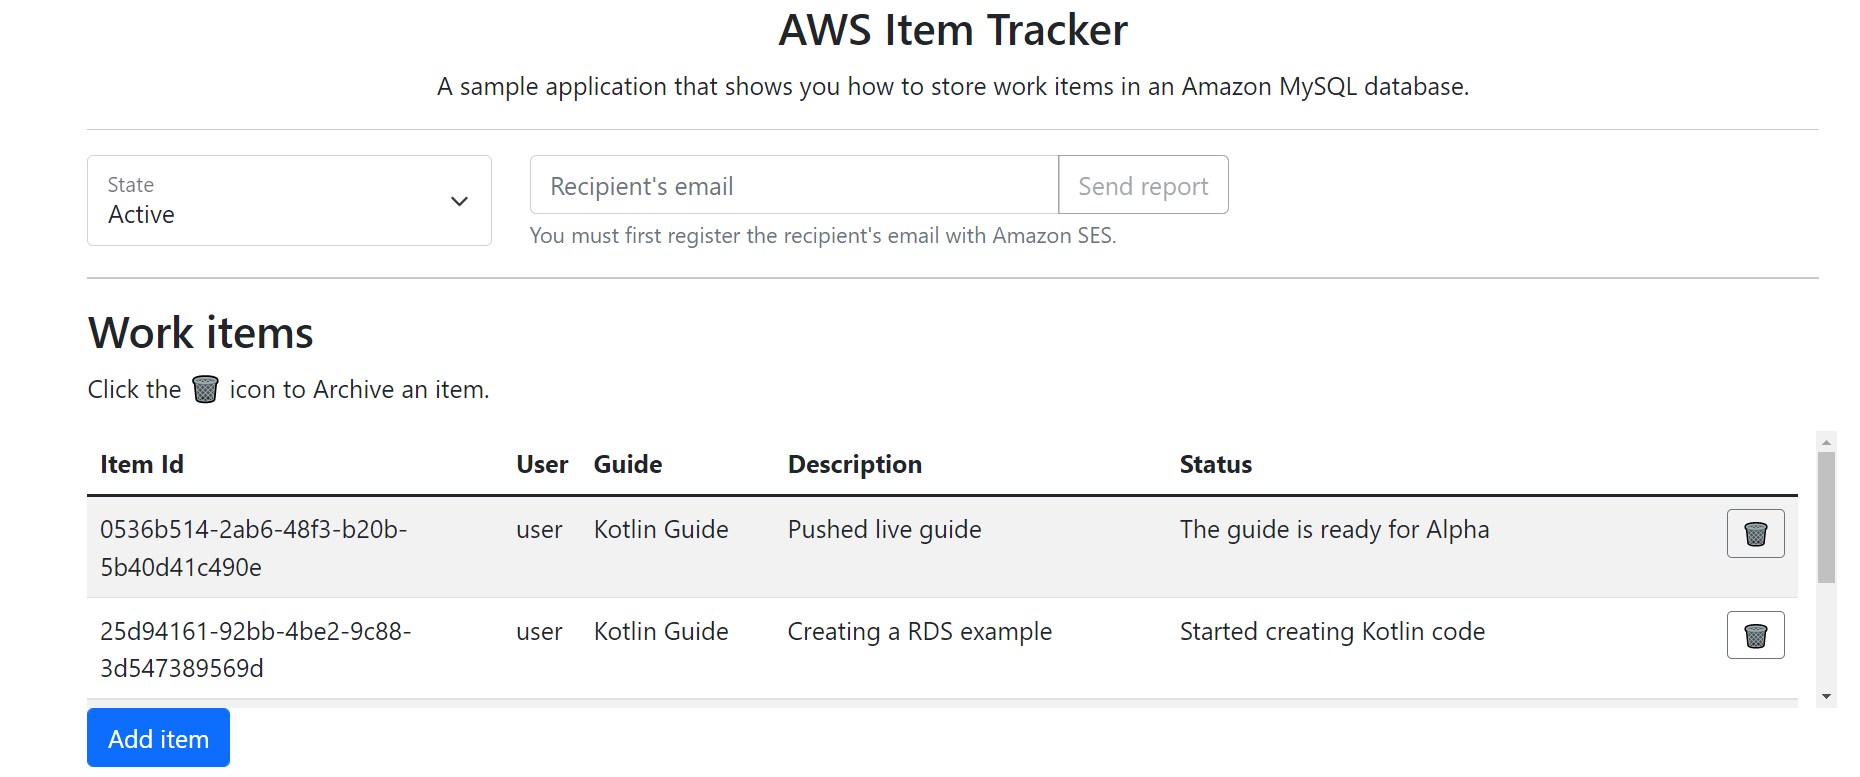 AWS Item Tracker
A sample application that shows you how to store work items in an Amazon MySQL database.
State
Active
Recipient's email
Send report
You must first register the recipient's email with Amazon SES.
Work items
Click the 🗑 icon to Archive an item.
Item Id User Guide Description Status
0536b514-2ab6-48f3-b20b- user Kotlin Guide Pushed live guide The guide is ready for Alpha
5b40d41c490e
25d94161-92bb-4be2-9c88- user Kotlin Guide Creating a RDS example Started creating Kotlin code
3d547389569d
Add item